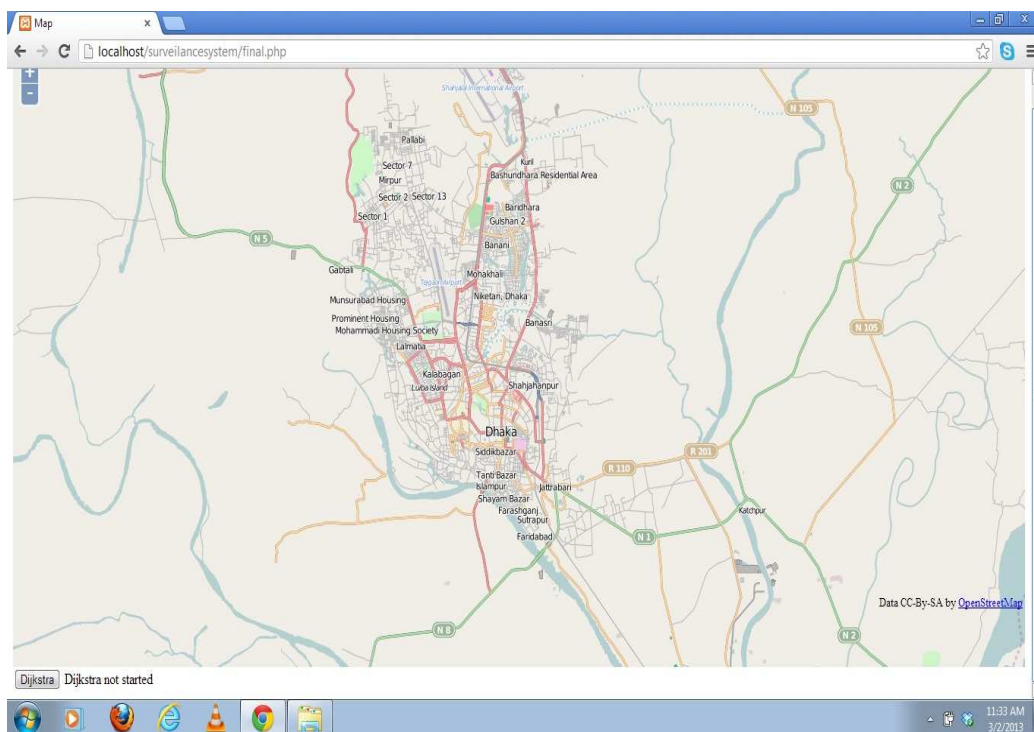 Map
localhost/surveilancesystem/final.php
+
-
Shahjalal International Airport
N 105
Pallabi
Kuril
Sector 7
Bashundhara Residential Area
Mirpur
N 2
Sector 2 Sector 13
Baridhara
Sector 1
Gulshan 2
N 5
Banani
Gabtali
Mohakhali
Tejgaon Airport
Niketan, Dhaka
Munsurabad Housing
Prominent Housing
Banasri
N 105
Mohammadi Housing Society
Lalmatia
Kalabagan
Shahjahanpur
Dhaka
Siddikbazar
R 201
R 110
Tanti Bazar
Islampur
Jattrabari
Shayam Bazar
Farashganj
Katchpur
Sutrapur
Faridabad
N 1
Data CC-By-SA by OpenStreetMap
N 8
N 2
Dijkstra Dijkstra not started
11:33 AM
3/2/2013